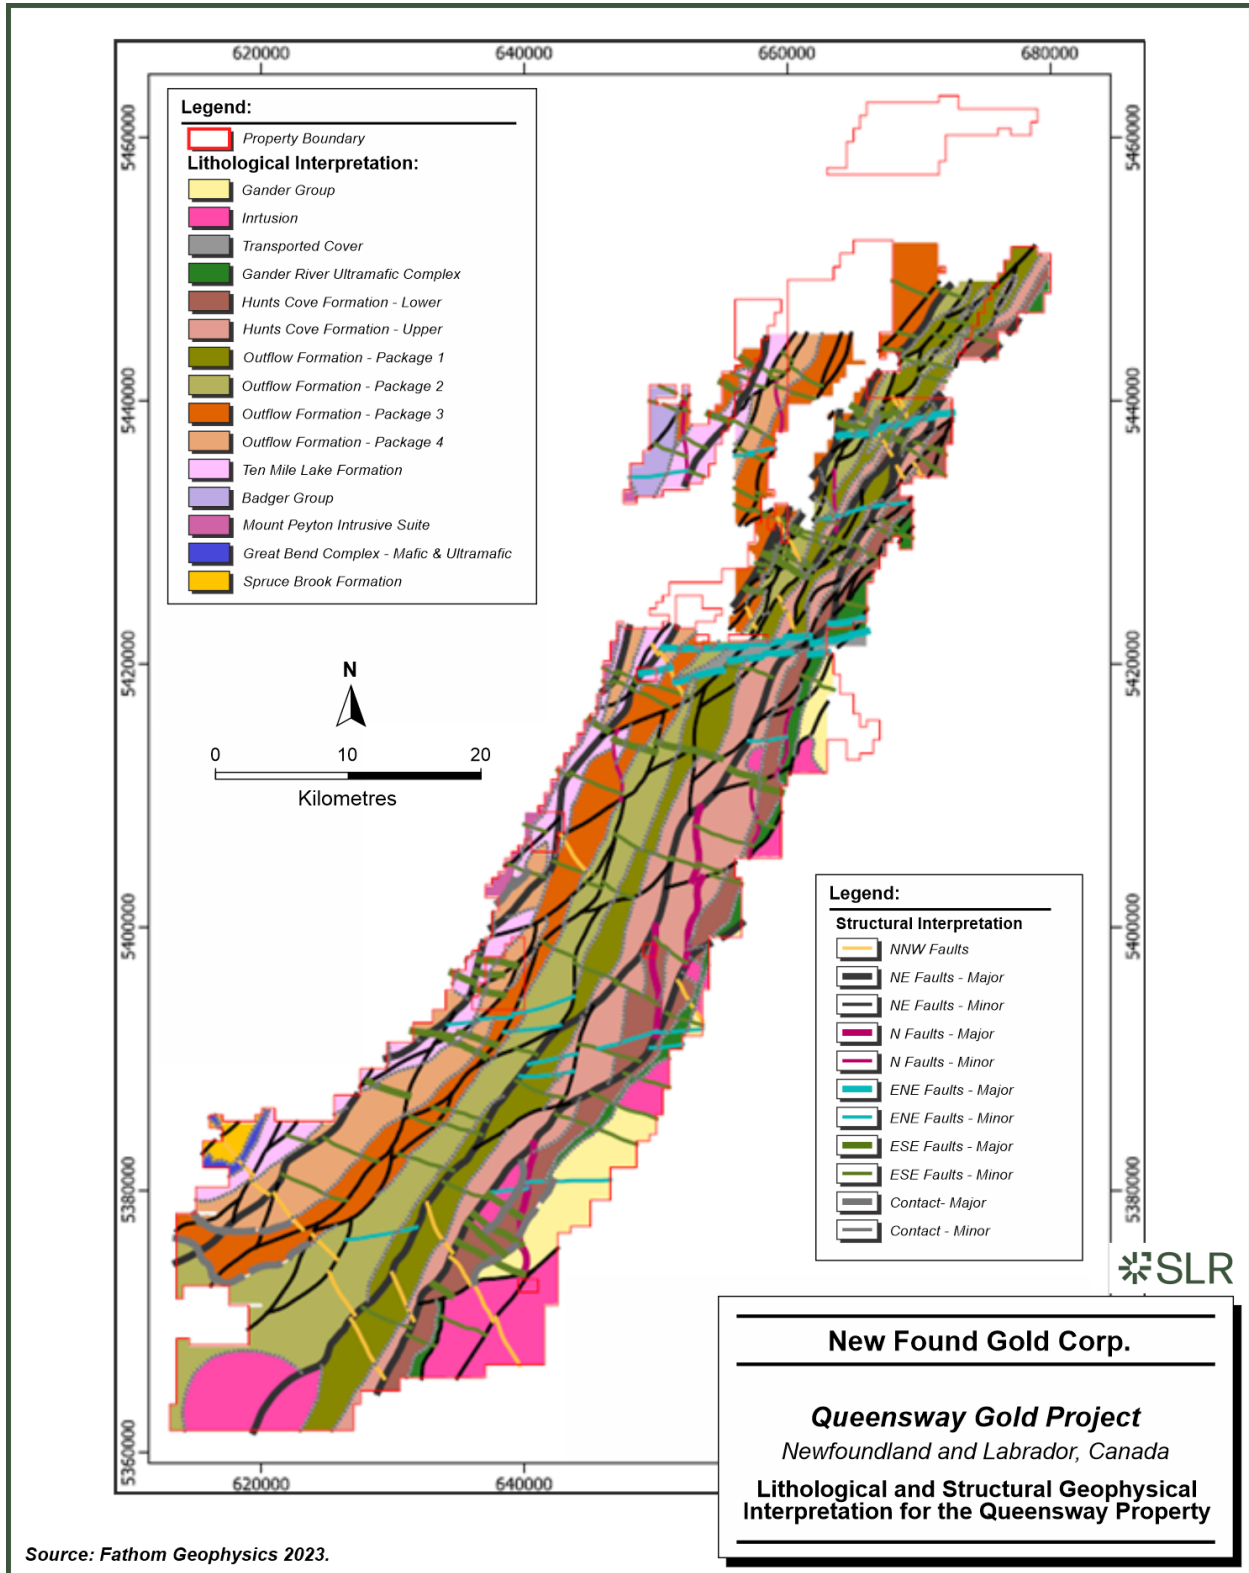 620000
640000
660000
680000
5460000
5440000
5420000
5400000
5380000
5360000
5460000
5440000
5420000
5400000
5380000
Legend:
Property Boundary
Lithological Interpretation:
Gander Group
Inrtusion
Transported Cover
Gander River Ultramafic Complex
Hunts Cove Formation - Lower
Hunts Cove Formation - Upper
Outflow Formation - Package 1
Outflow Formation - Package 2
Outflow Formation - Package 3
Outflow Formation - Package 4
Ten Mile Lake Formation
Badger Group
Mount Peyton Intrusive Suite
Great Bend Complex - Mafic & Ultramafic
Spruce Brook Formation
N
0 10 20
Kilometres
Legend:
Structural Interpretation
NNW Faults
NE Faults - Major
NE Faults - Minor
N Faults - Major
N Faults - Minor
ENE Faults - Major
ENE Faults - Minor
ESE Faults - Major
ESE Faults - Minor
Contact- Major
Contact - Minor
SLR
620000
640000
New Found Gold Corp.
Queensway Gold Project
Newfoundland and Labrador, Canada
Lithological and Structural Geophysical
Interpretation for the Queensway Property
Source: Fathom Geophysics 2023.